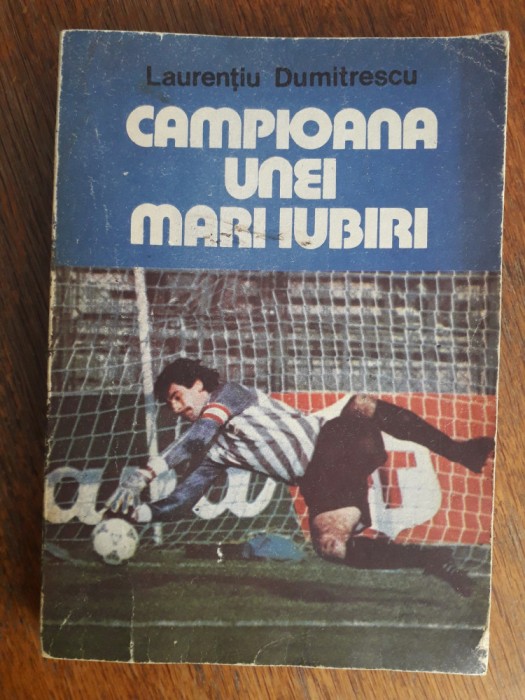 Laurențiu Dumitrescu
CAMPIOANA
UNEI
MARI IUBIRI